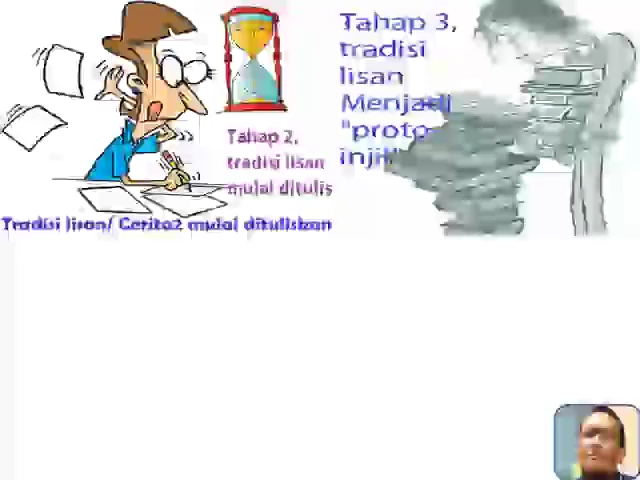 Tahap 2,
tradisi lisan
mulai ditulis
Tradisi lisan/ Cerita2 mulai dituliskan
Tahap 3,
tradisi
lisan
Menjadi
"proto-
injil"